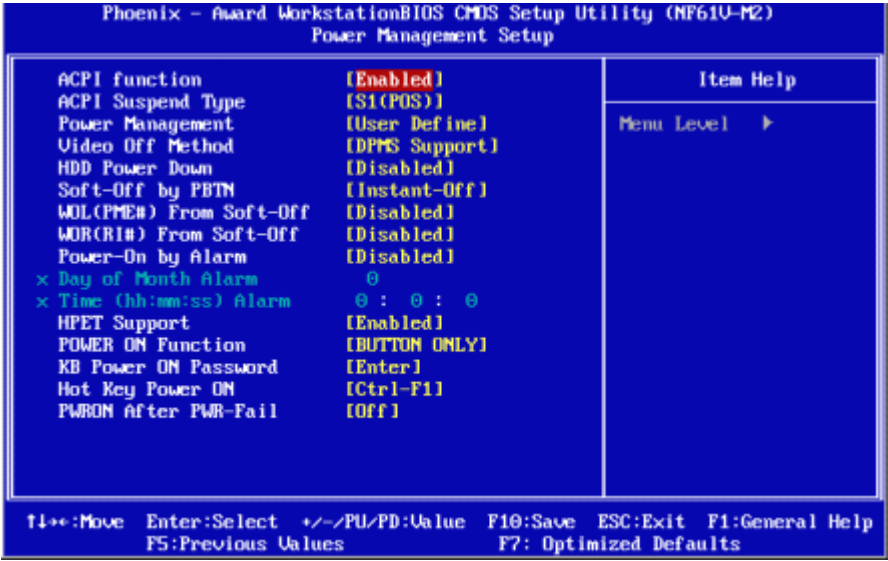 Phoenix - Award WorkstationBIOS CMOS Setup Utility (NF61V-M2)
Power Management Setup
ACPI function [Enabled]
ACPI Suspend Type [S1(POS)]
Power Management [User Define]
Video Off Method [DPMS Support]
HDD Power Down [Disabled]
Soft-Off by PBTN [Instant-Off]
WOL(PME#) From Soft-Off [Disabled]
WOR(RI#) From Soft-Off [Disabled]
Power-On by Alarm [Disabled]
x Day of Month Alarm 0
x Time (hh:mm:ss) Alarm 0 : 0 : 0
HPET Support [Enabled]
POWER ON Function [BUTTON ONLY]
KB Power ON Password [Enter]
Hot Key Power ON [Ctrl-F1]
PWRON After PWR-Fail [Off]
Item Help
Menu Level ▶
↑↓→←:Move Enter:Select +/-/PU/PD:Value F10:Save ESC:Exit F1:General Help
F5:Previous Values F7: Optimized Defaults